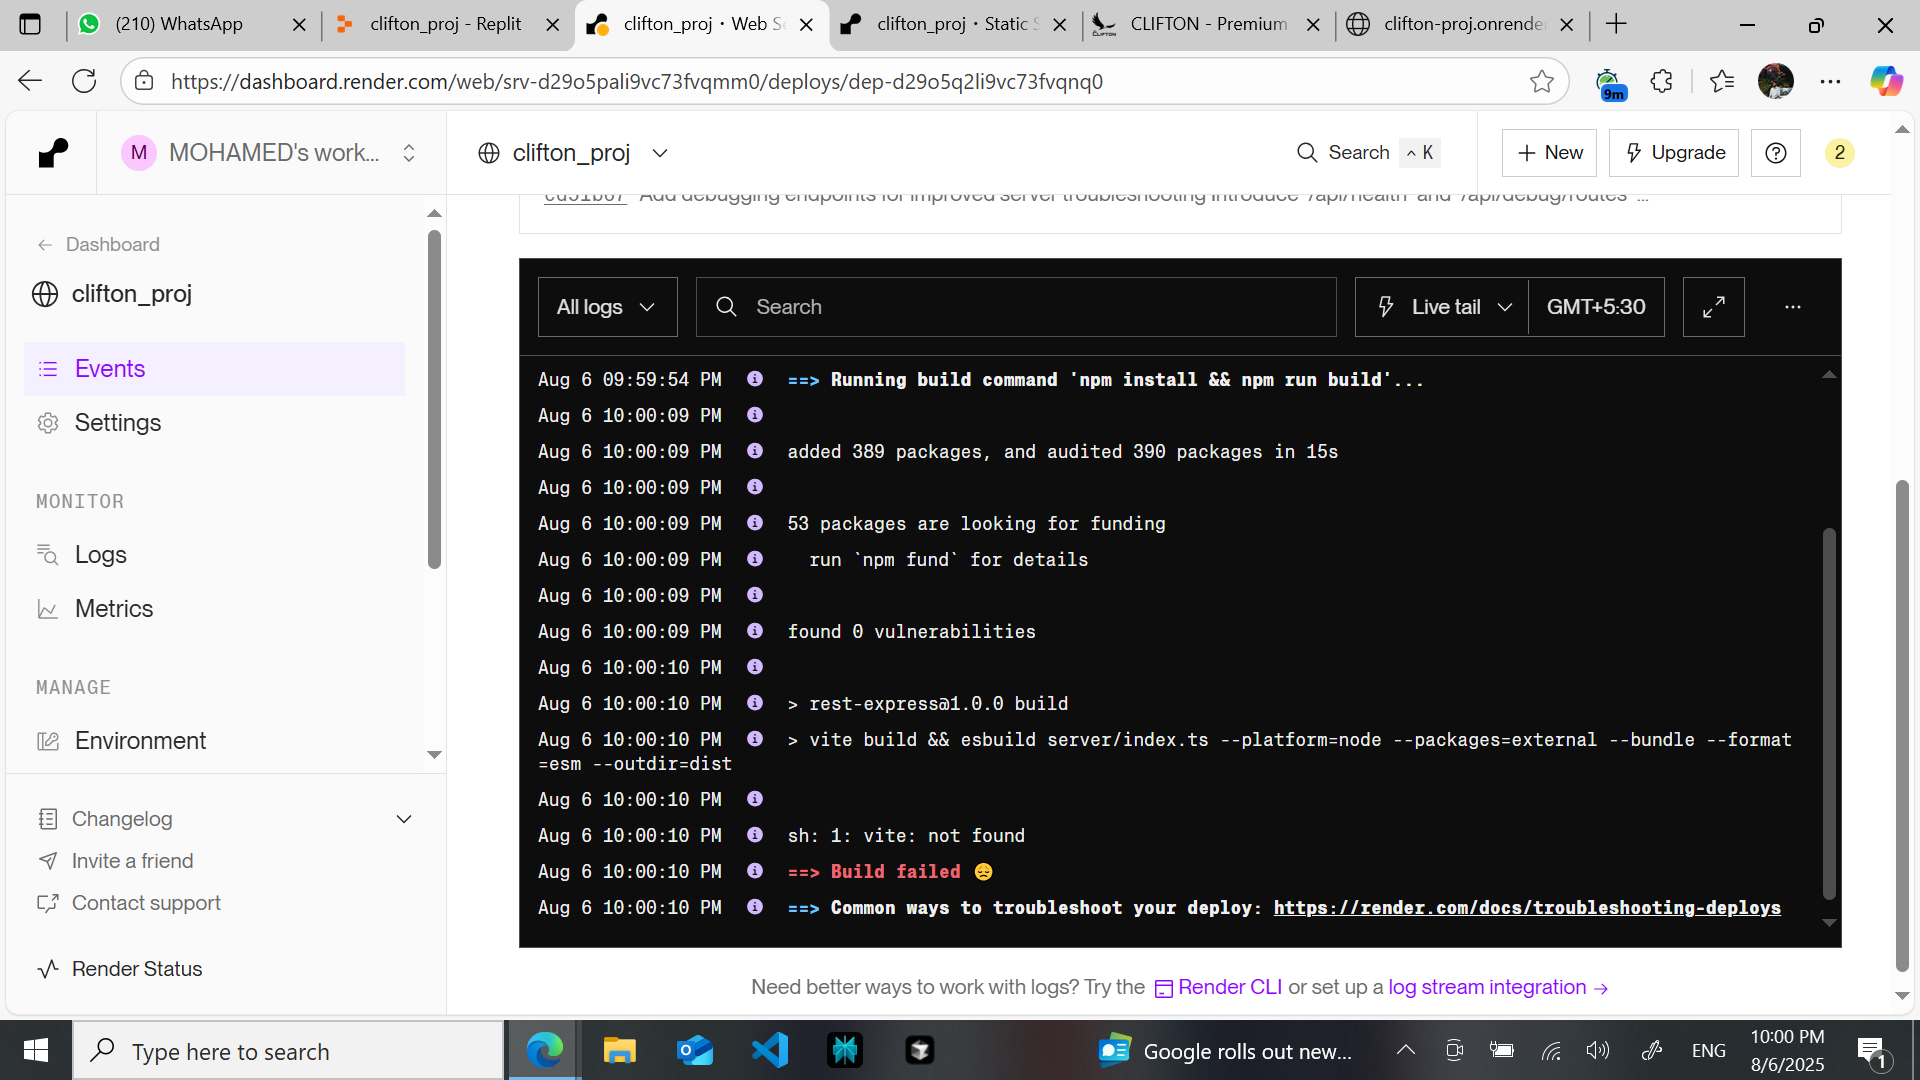 (210) WhatsApp
clifton_proj - Replit
clifton_proj · Web Se
clifton_proj · Static S
CLIFTON - Premium
clifton-proj.onrende
https://dashboard.render.com/web/srv-d29o5pali9vc73fvqmm0/deploys/dep-d29o5q2li9vc73fvqnq0
9m
M MOHAMED's work...
clifton_proj
Search ^ K
+ New
Upgrade
2
cd51b67 Add debugging endpoints for improved server troubleshooting Introduce '/api/health' and '/api/debug/routes' ...
← Dashboard
clifton_proj
Events
Settings
MONITOR
Logs
Metrics
MANAGE
Environment
Changelog
Invite a friend
Contact support
Render Status
All logs
Search
Live tail
GMT+5:30
...
Aug 6 09:59:54 PM ==> Running build command 'npm install && npm run build'...
Aug 6 10:00:09 PM
Aug 6 10:00:09 PM added 389 packages, and audited 390 packages in 15s
Aug 6 10:00:09 PM
Aug 6 10:00:09 PM 53 packages are looking for funding
Aug 6 10:00:09 PM run `npm fund` for details
Aug 6 10:00:09 PM
Aug 6 10:00:09 PM found 0 vulnerabilities
Aug 6 10:00:10 PM
Aug 6 10:00:10 PM > rest-express@1.0.0 build
Aug 6 10:00:10 PM > vite build && esbuild server/index.ts --platform=node --packages=external --bundle --format
=esm --outdir=dist
Aug 6 10:00:10 PM
Aug 6 10:00:10 PM sh: 1: vite: not found
Aug 6 10:00:10 PM ==> Build failed 😞
Aug 6 10:00:10 PM ==> Common ways to troubleshoot your deploy: https://render.com/docs/troubleshooting-deploys
Need better ways to work with logs? Try the Render CLI or set up a log stream integration →
Type here to search
Google rolls out new...
ENG
10:00 PM
8/6/2025
1